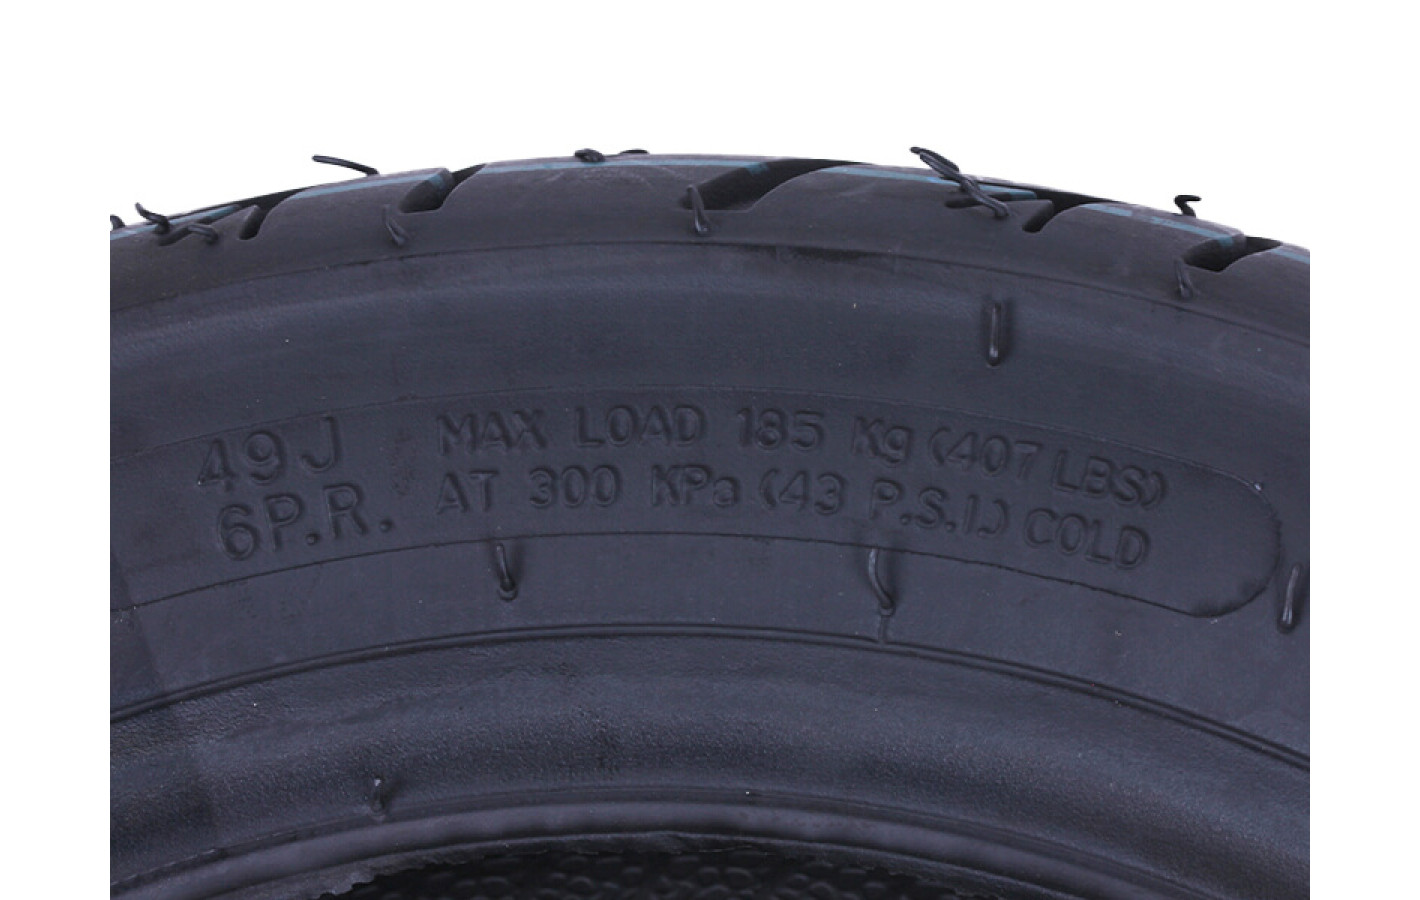 49J
6P.R.
MAX LOAD 185 Kg (407 LBS)
AT 300 KPa (43 P.S.I.) COLD